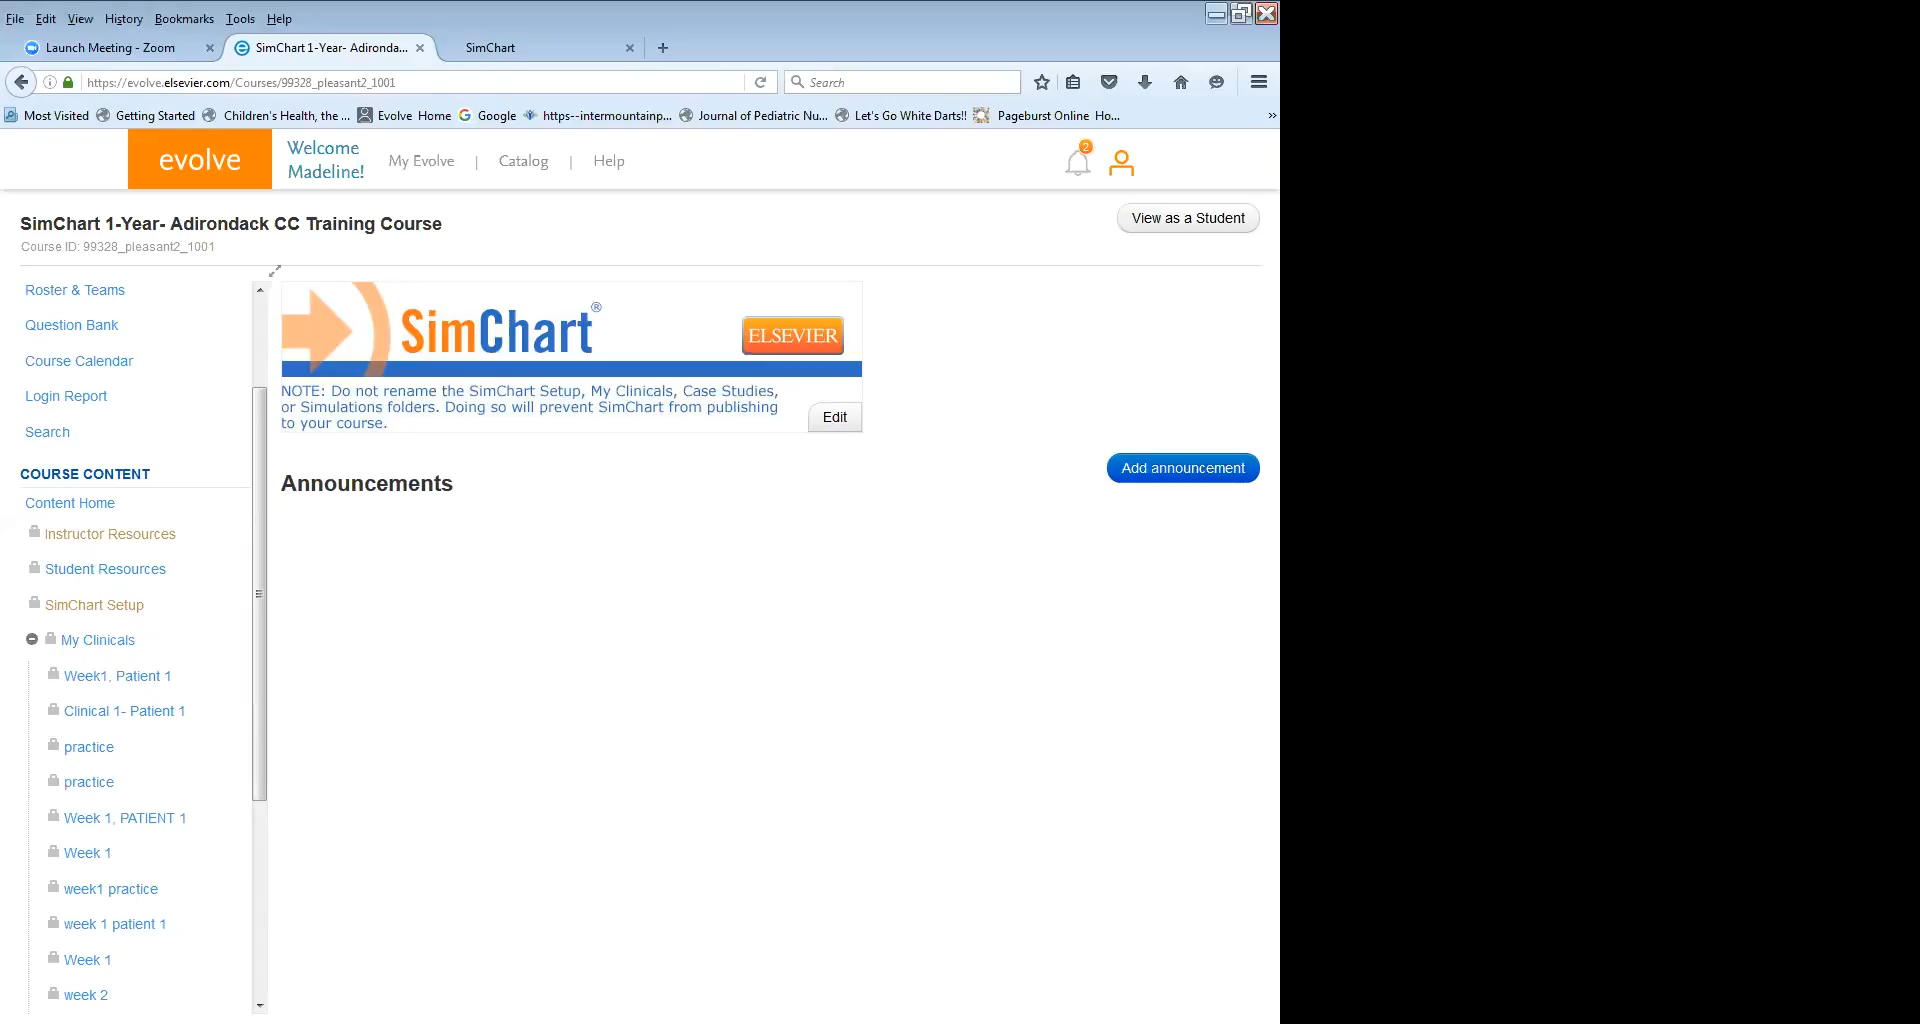 File Edit View History Bookmarks Tools Help
Launch Meeting - Zoom
SimChart 1-Year- Adironda...
SimChart
https://evolve.elsevier.com/Courses/99328_pleasant2_1001
Search
Most Visited Getting Started Children's Health, the ... Evolve Home Google https--intermountainp... Journal of Pediatric Nu... Let's Go White Darts!! Pageburst Online Ho... »
evolve
Welcome
Madeline!
My Evolve | Catalog | Help
2
SimChart 1-Year- Adirondack CC Training Course
View as a Student
Course ID: 99328_pleasant2_1001
Roster & Teams
Question Bank
Course Calendar
Login Report
Search
COURSE CONTENT
Content Home
Instructor Resources
Student Resources
SimChart Setup
My Clinicals
Week1, Patient 1
Clinical 1- Patient 1
practice
practice
Week 1, PATIENT 1
Week 1
week1 practice
week 1 patient 1
Week 1
week 2
SimChart®
ELSEVIER
NOTE: Do not rename the SimChart Setup, My Clinicals, Case Studies,
or Simulations folders. Doing so will prevent SimChart from publishing
to your course.
Edit
Add announcement
Announcements